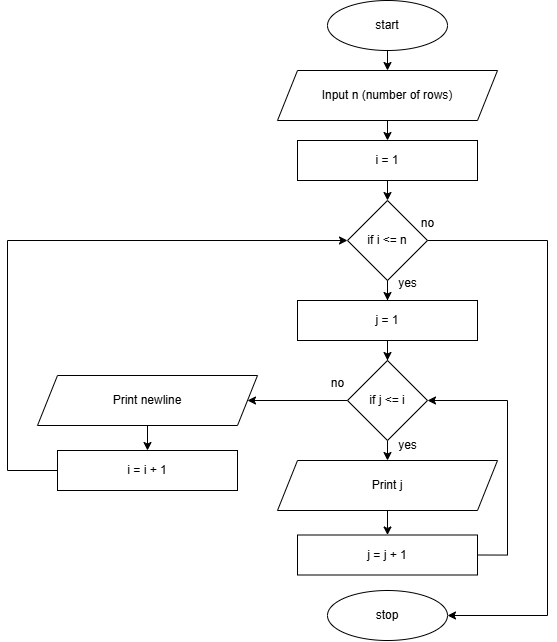 start
Input n (number of rows)
i = 1
if i <= n
no
yes
j = 1
if j <= i
no
yes
Print newline
i = i + 1
Print j
j = j + 1
stop